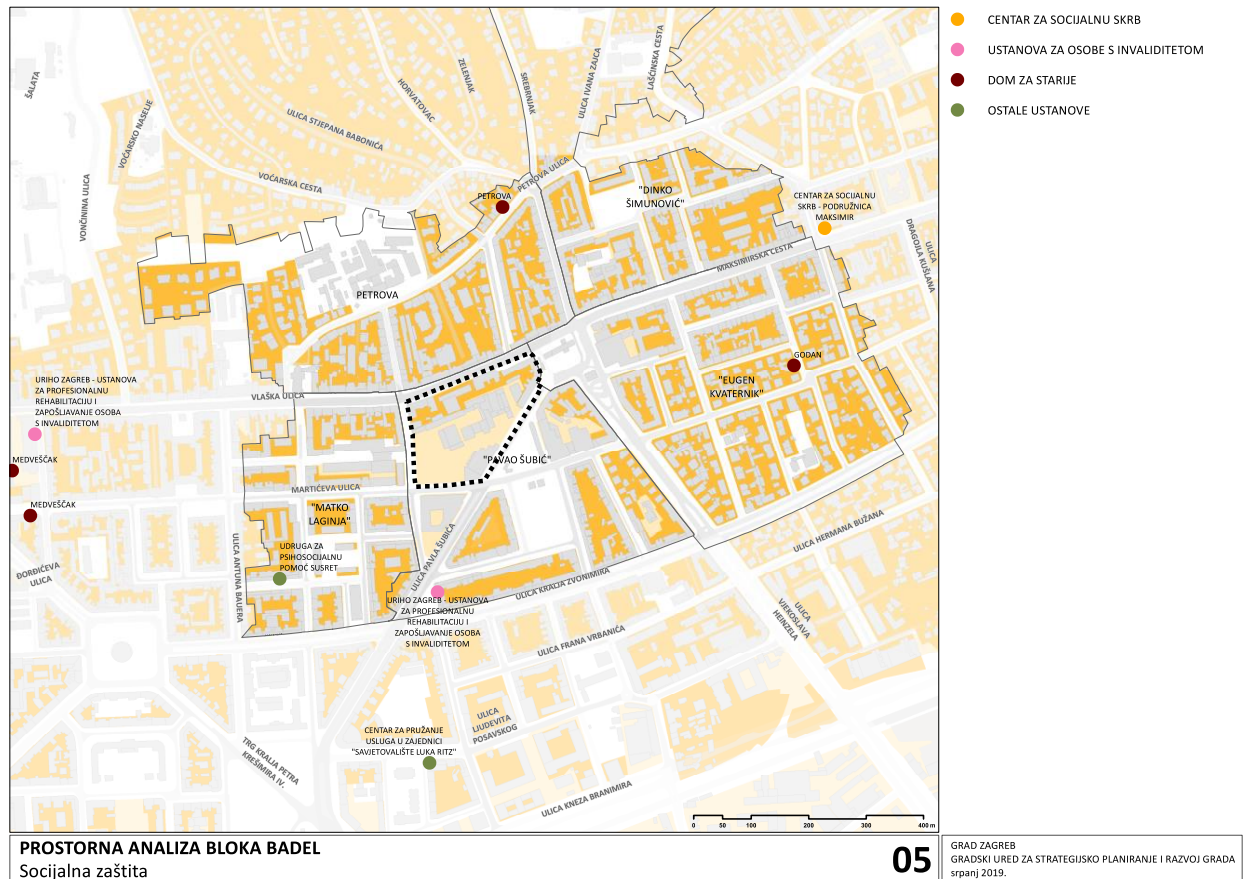 CENTAR ZA SOCIJALNU SKRB
USTANOVA ZA OSOBE S INVALIDITETOM
DOM ZA STARIJE
OSTALE USTANOVE
ŠALATA
VOĆARSKO NASELJE
VONČININA ULICA
ULICA STJEPANA BABONIĆA
HORVATOVAC
ZELENJAK
SREBRNJAK
ULICA IVANA ZAJCA
LAŠĆINSKA CESTA
VOĆARSKA CESTA
PETROVA ULICA
PETROVA
"DINKO
ŠIMUNOVIĆ"
CENTAR ZA SOCIJALNU
SKRB - PODRUŽNICA
MAKSIMIR
ULICA
DRAGOJLA KUŠLANA
MAKSIMIRSKA CESTA
PETROVA
GODAN
"EUGEN
KVATERNIK"
URIHO ZAGREB - USTANOVA
ZA PROFESIONALNU
REHABILITACIJU I
ZAPOŠLJAVANJE OSOBA
S INVALIDITETOM
VLAŠKA ULICA
MEDVEŠČAK
"PAVAO ŠUBIĆ"
MARTIĆEVA ULICA
MEDVEŠČAK
"MATKO
LAGINJA"
UDRUGA ZA
PSIHOSOCIJALNU
POMOĆ SUSRET
ĐORĐIĆEVA
ULICA
ULICA ANTUNA BAUERA
ULICA PAVLA ŠUBIĆA
ULICA HERMANA BUŽANA
ULICA KRALJA ZVONIMIRA
URIHO ZAGREB - USTANOVA
ZA PROFESIONALNU
REHABILITACIJU I
ZAPOŠLJAVANJE OSOBA
S INVALIDITETOM
ULICA FRANA VRBANIĆA
ULICA
VJEKOSLAVA
HEINZELA
ULICA
LJUDEVITA
POSAVSKOG
CENTAR ZA PRUŽANJE
USLUGA U ZAJEDNICI
"SAVJETOVALIŠTE LUKA RITZ"
TRG KRALJA PETRA
KREŠIMIRA IV.
ULICA KNEZA BRANIMIRA
0 50 100 200 300 400 m
PROSTORNA ANALIZA BLOKA BADEL
Socijalna zaštita
05
GRAD ZAGREB
GRADSKI URED ZA STRATEGIJSKO PLANIRANJE I RAZVOJ GRADA
srpanj 2019.